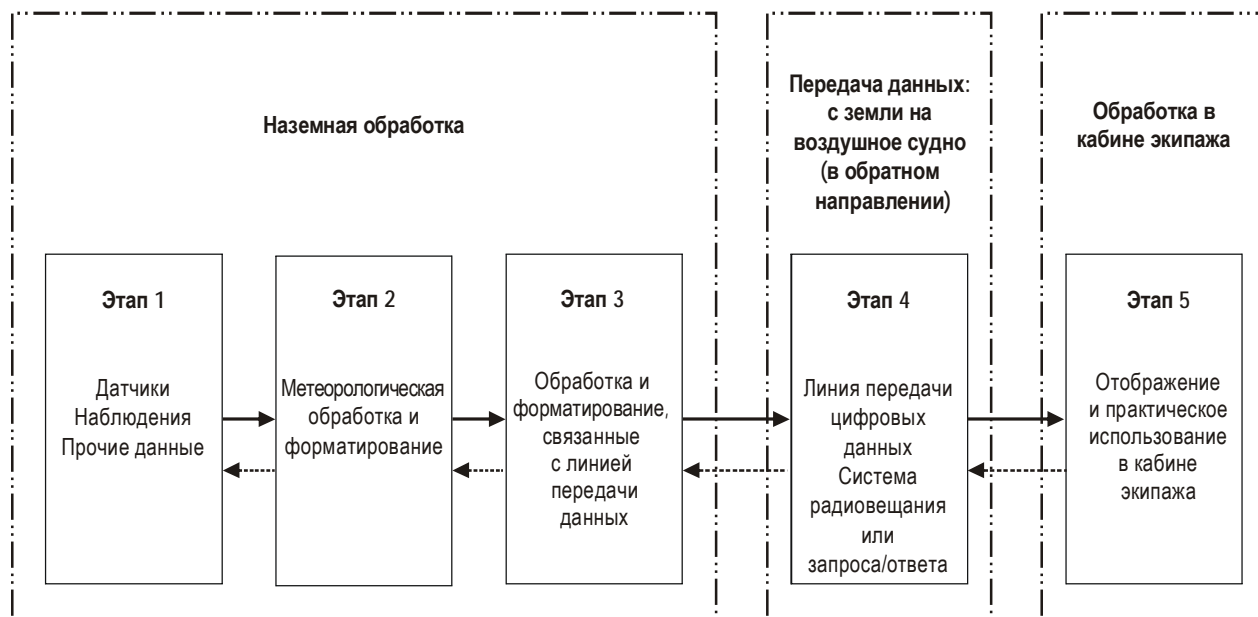 Наземная обработка
Передача данных:
с земли на
воздушное судно
(в обратном
направлении)
Обработка в
кабине экипажа
Этап 1
Датчики
Наблюдения
Прочие данные
Этап 2
Метеорологическая
обработка и
форматирование
Этап 3
Обработка и
форматирование,
связанные
с линией
передачи
данных
Этап 4
Линия передачи
цифровых
данных
Система
радиовещания
или
запроса/ответа
Этап 5
Отображение
и практическое
использование
в кабине
экипажа